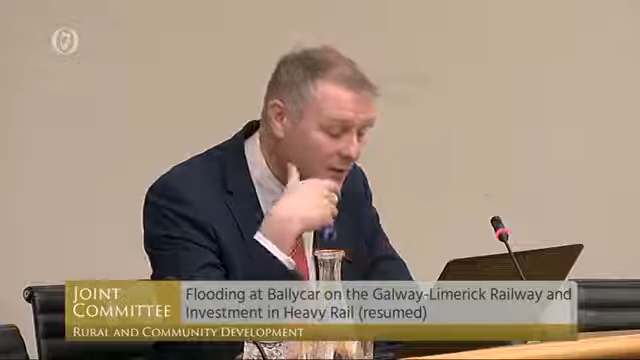 JOINT
COMMITTEE
Flooding at Ballycar on the Galway-Limerick Railway and
Investment in Heavy Rail (resumed)
RURAL AND COMMUNITY DEVELOPMENT